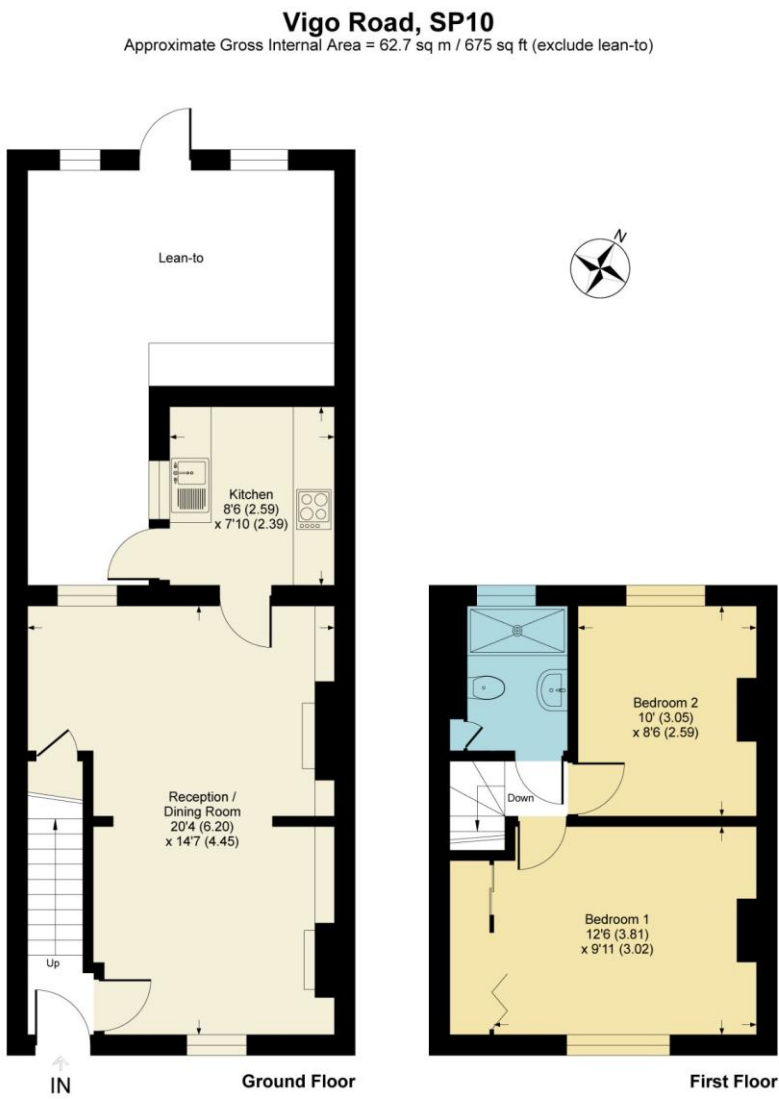 Vigo Road, SP10
Approximate Gross Internal Area = 62.7 sq m / 675 sq ft (exclude lean-to)
Lean-to
N
Kitchen
8'6 (2.59)
x 7'10 (2.39)
Reception /
Dining Room
20'4 (6.20)
x 14'7 (4.45)
Up
IN
Ground Floor
Bedroom 2
10' (3.05)
x 8'6 (2.59)
Down
Bedroom 1
12'6 (3.81)
x 9'11 (3.02)
First Floor